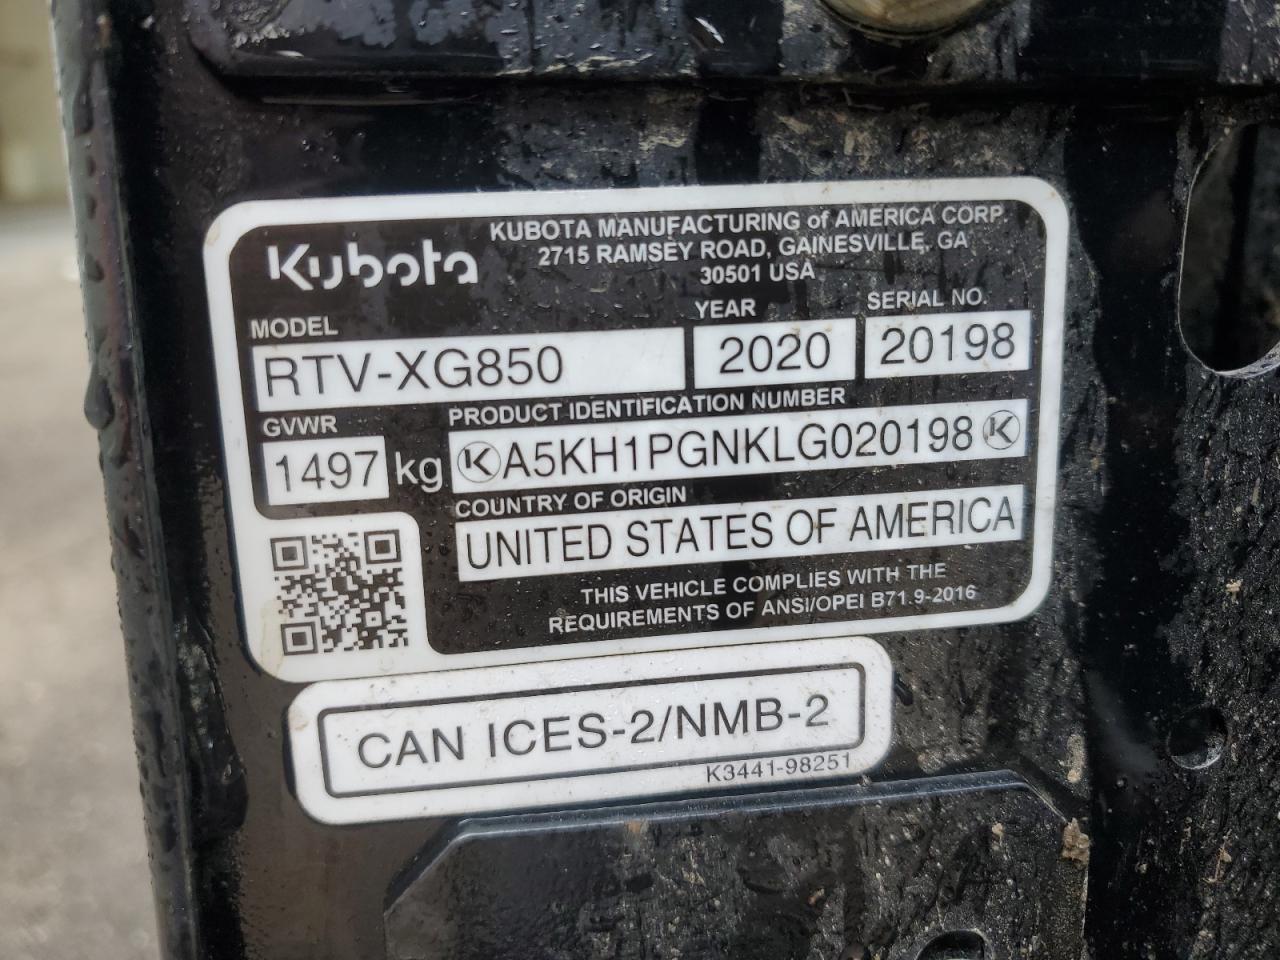 Kubota
KUBOTA MANUFACTURING of AMERICA CORP.
2715 RAMSEY ROAD, GAINESVILLE, GA
30501 USA
MODEL
RTV-XG850
YEAR
2020
SERIAL NO.
20198
GVWR
1497 kg
PRODUCT IDENTIFICATION NUMBER
K A5KH1PGNKLG020198 K
COUNTRY OF ORIGIN
UNITED STATES OF AMERICA
THIS VEHICLE COMPLIES WITH THE
REQUIREMENTS OF ANSI/OPEI B71.9-2016
CAN ICES-2/NMB-2
K3441-98251